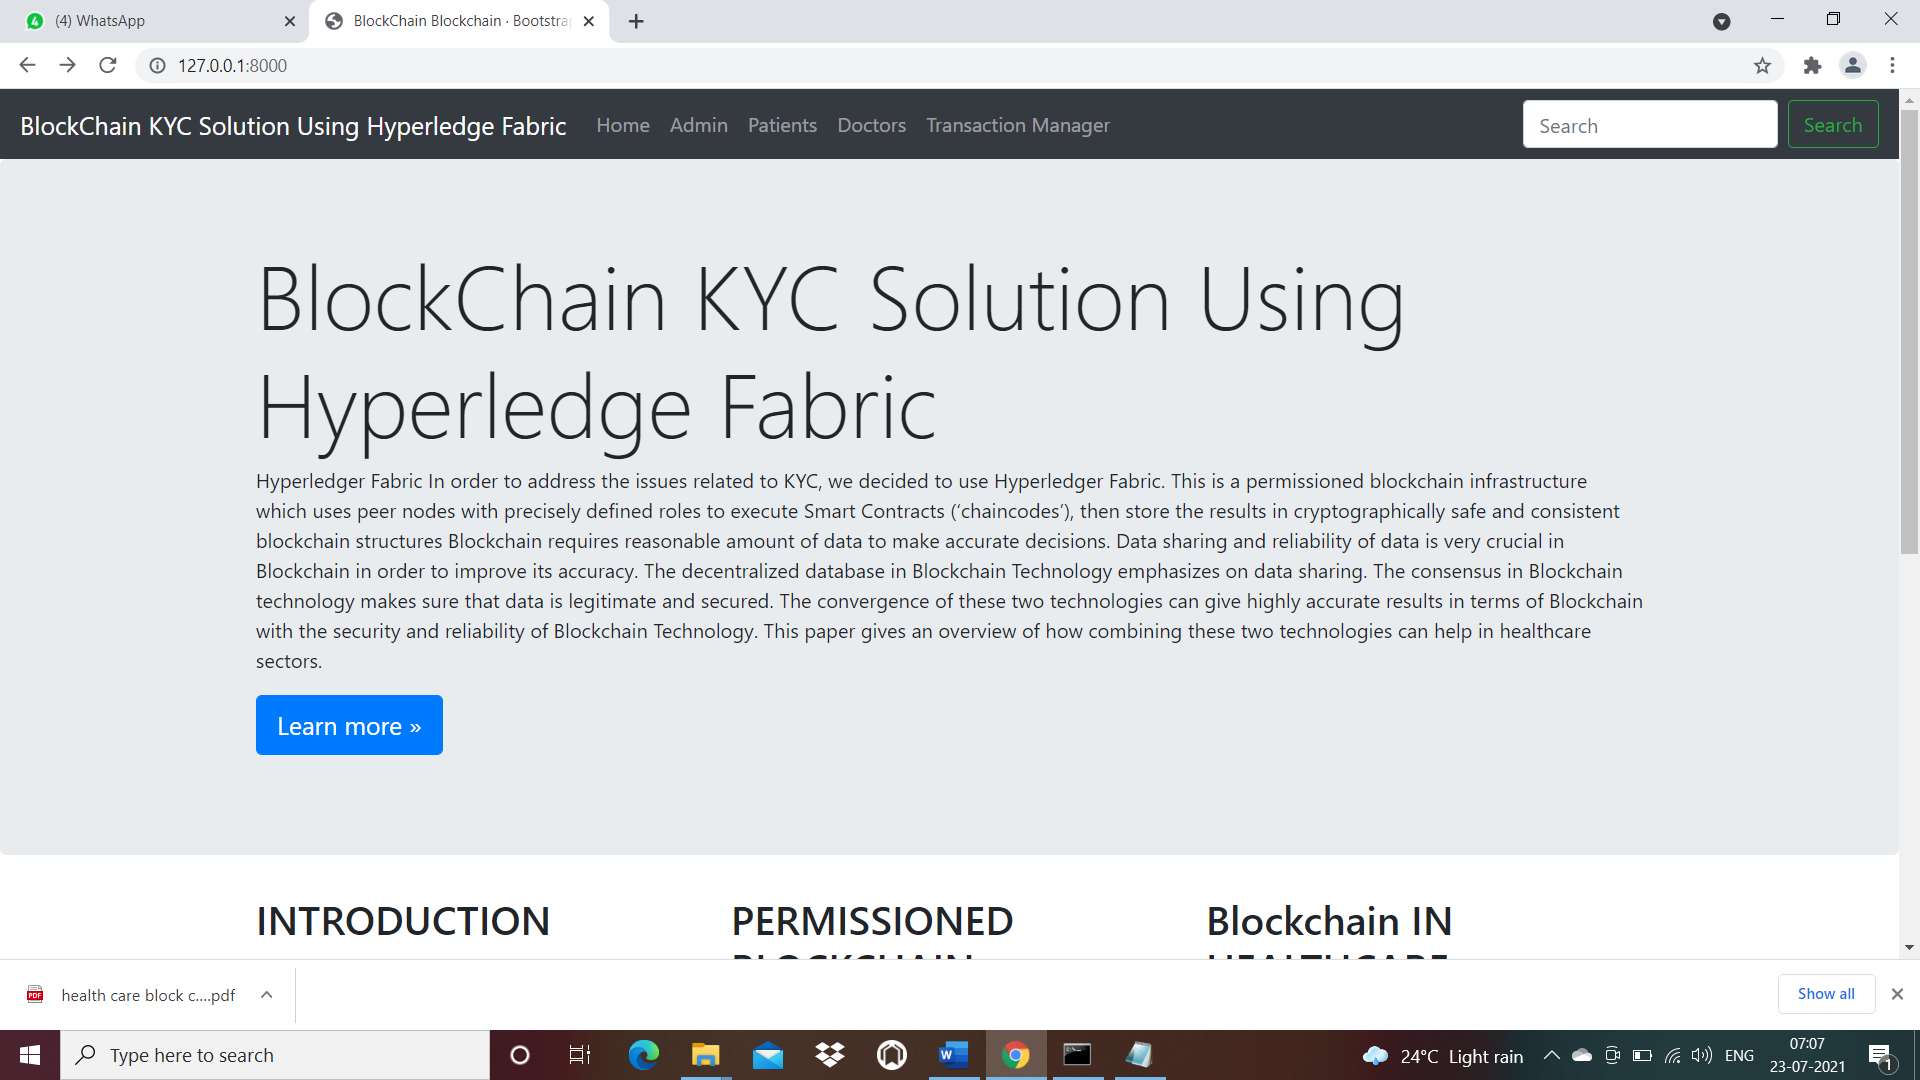 (4) WhatsApp
BlockChain Blockchain · Bootstra
127.0.0.1:8000
BlockChain KYC Solution Using Hyperledge Fabric Home Admin Patients Doctors Transaction Manager Search Search
BlockChain KYC Solution Using
Hyperledge Fabric
Hyperledger Fabric In order to address the issues related to KYC, we decided to use Hyperledger Fabric. This is a permissioned blockchain infrastructure
which uses peer nodes with precisely defined roles to execute Smart Contracts (‘chaincodes’), then store the results in cryptographically safe and consistent
blockchain structures Blockchain requires reasonable amount of data to make accurate decisions. Data sharing and reliability of data is very crucial in
Blockchain in order to improve its accuracy. The decentralized database in Blockchain Technology emphasizes on data sharing. The consensus in Blockchain
technology makes sure that data is legitimate and secured. The convergence of these two technologies can give highly accurate results in terms of Blockchain
with the security and reliability of Blockchain Technology. This paper gives an overview of how combining these two technologies can help in healthcare
sectors.
Learn more »
INTRODUCTION
PERMISSIONED
BLOCKCHAIN
Blockchain IN
HEALTHCARE
health care block c....pdf
Show all
Type here to search
24°C Light rain
ENG
07:07
23-07-2021
1